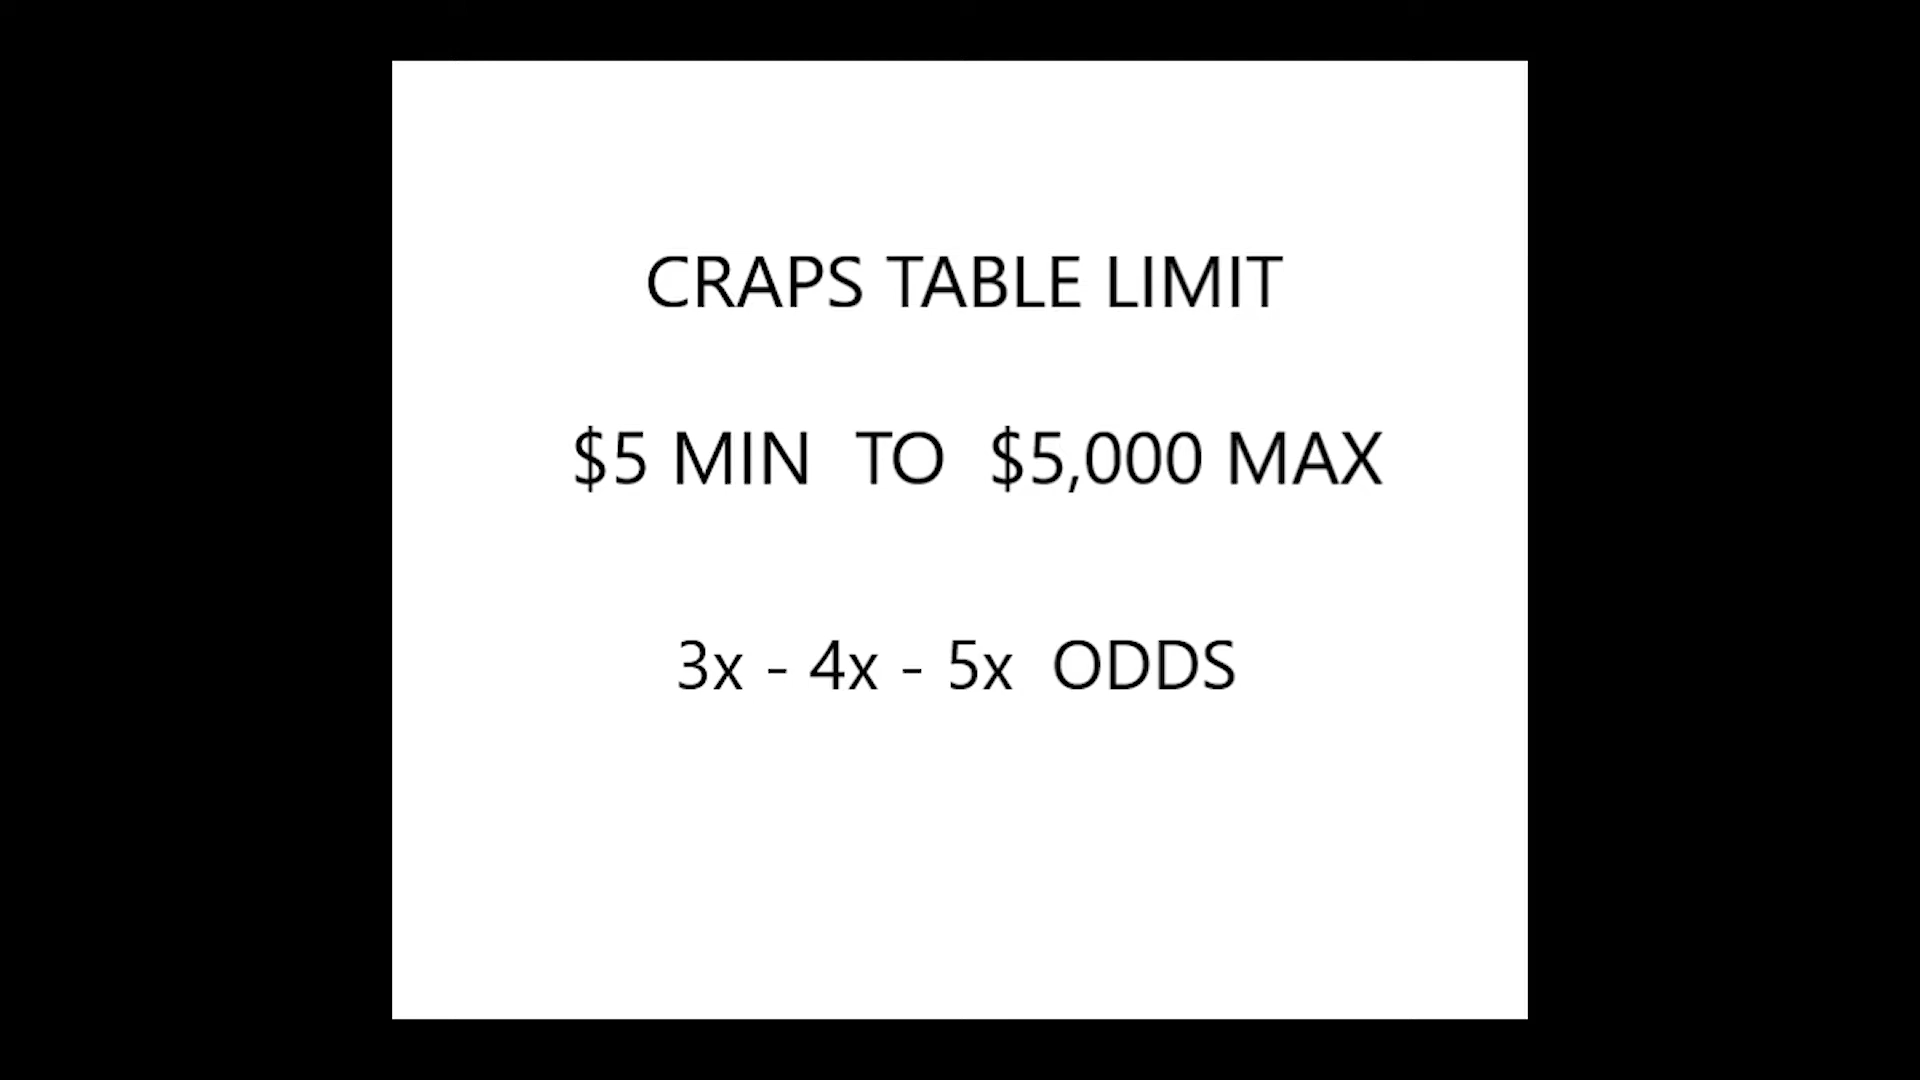 CRAPS TABLE LIMIT
$5 MIN TO $5,000 MAX
3x - 4x - 5x ODDS